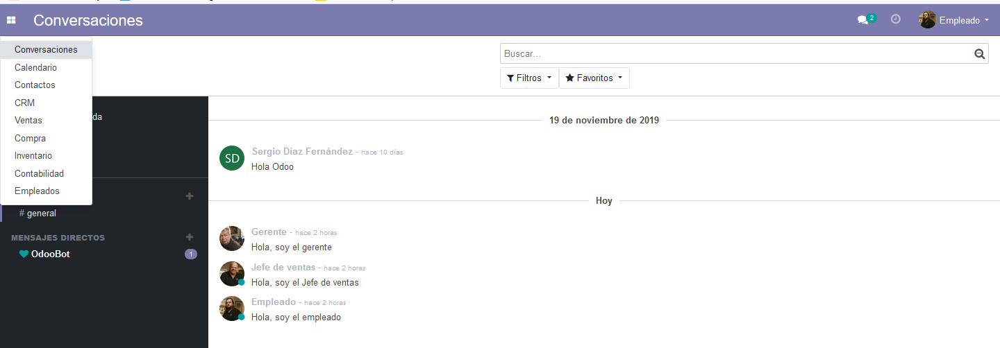 Conversaciones
2
Empleado
Conversaciones
Calendario
Contactos
CRM
Ventas
Compra
Inventario
Contabilidad
Empleados
Buscar...
Filtros
Favoritos
da
# general
MENSAJES DIRECTOS
OdooBot
1
19 de noviembre de 2019
SD
Sergio Díaz Fernández - hace 10 días
Hola Odoo
Hoy
Gerente - hace 2 horas
Hola, soy el gerente
Jefe de ventas - hace 2 horas
Hola, soy el Jefe de ventas
Empleado - hace 2 horas
Hola, soy el empleado